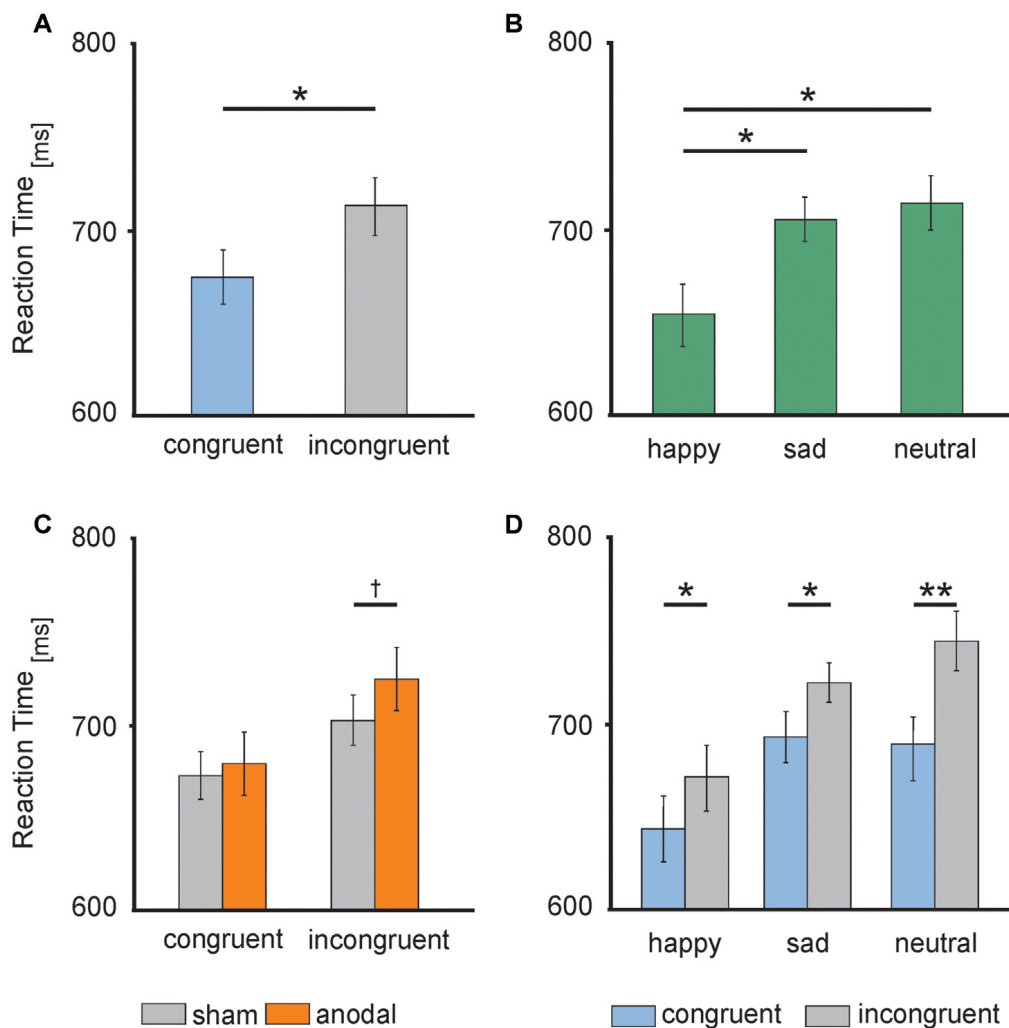 A
800
700
600
Reaction Time [ms]
*
congruent incongruent
B
800
700
600
*
*
happy sad neutral
C
800
700
600
Reaction Time [ms]
†
congruent incongruent
sham anodal
D
800
700
600
* * **
happy sad neutral
congruent incongruent